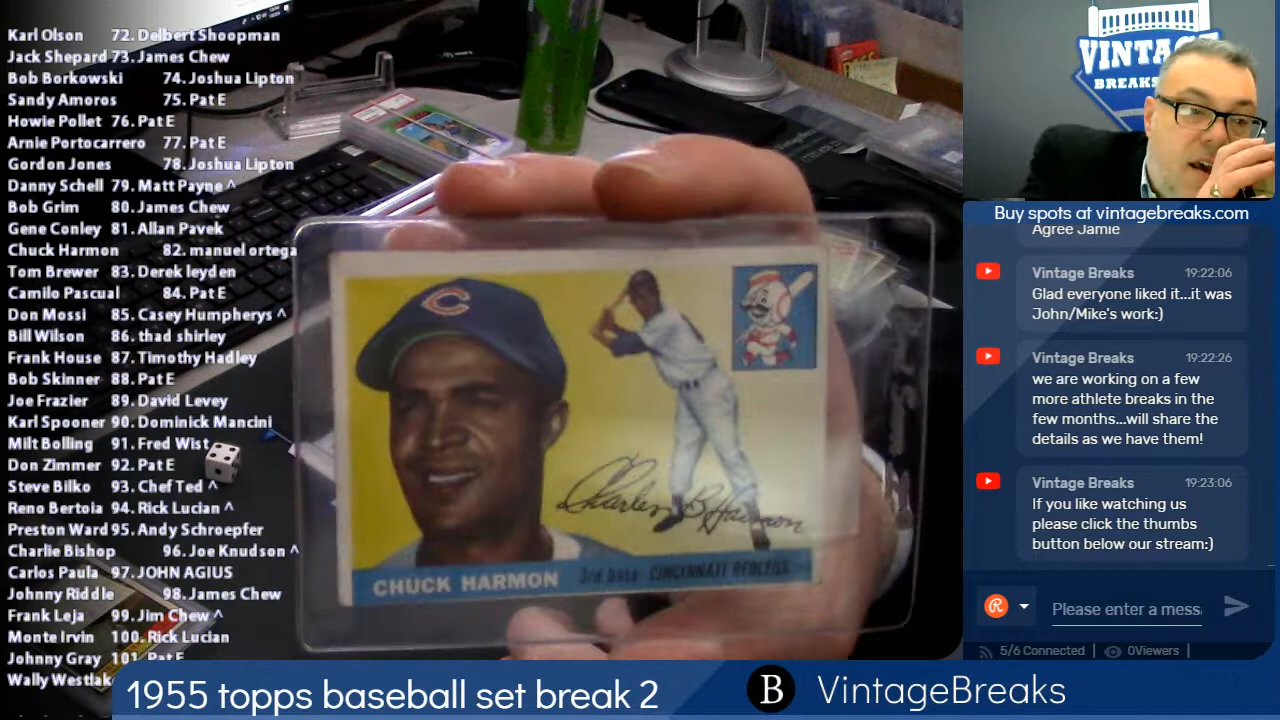 Karl Olson 72. Delbert Shoopman
Jack Shepard 73. James Chew
Bob Borkowski 74. Joshua Lipton
Sandy Amoros 75. Pat E
Howie Pollet 76. Pat E
Arnie Portocarrero 77. Pat E
Gordon Jones 78. Joshua Lipton
Danny Schell 79. Matt Payne ^
Bob Grim 80. James Chew
Gene Conley 81. Allan Pavek
Chuck Harmon 82. manuel ortega
Tom Brewer 83. Derek leyden
Camilo Pascual 84. Pat E
Don Mossi 85. Casey Humpherys ^
Bill Wilson 86. thad shirley
Frank House 87. Timothy Hadley
Bob Skinner 88. Pat E
Joe Frazier 89. David Levey
Karl Spooner 90. Dominick Mancini
Milt Bolling 91. Fred Wist
Don Zimmer 92. Pat E
Steve Bilko 93. Chef Ted ^
Reno Bertoia 94. Rick Lucian ^
Preston Ward 95. Andy Schroepfer
Charlie Bishop 96. Joe Knudson ^
Carlos Paula 97. JOHN AGIUS
Johnny Riddle 98. James Chew
Frank Leja 99. Jim Chew ^
Monte Irvin 100. Rick Lucian
Johnny Gray 101. Pat E
Wally Westlak
C
Charles B Harmon
CHUCK HARMON 3rd base CINCINNATI REDLEGS
VINTAGE
BREAKS
Buy spots at vintagebreaks.com
Agree Jamie
Vintage Breaks 19:22:06
Glad everyone liked it...it was
John/Mike's work:)
Vintage Breaks 19:22:26
we are working on a few
more athlete breaks in the
few months...will share the
details as we have them!
Vintage Breaks 19:23:06
If you like watching us
please click the thumbs
button below our stream:)
R
Please enter a messa
5/6 Connected | 0Viewers |
1955 topps baseball set break 2
B VintageBreaks